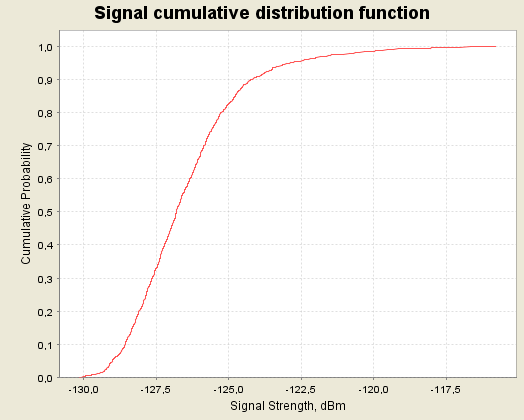 Signal cumulative distribution function
Cumulative Probability
1,0
0,9
0,8
0,7
0,6
0,5
0,4
0,3
0,2
0,1
0,0
-130,0 -127,5 -125,0 -122,5 -120,0 -117,5
Signal Strength, dBm